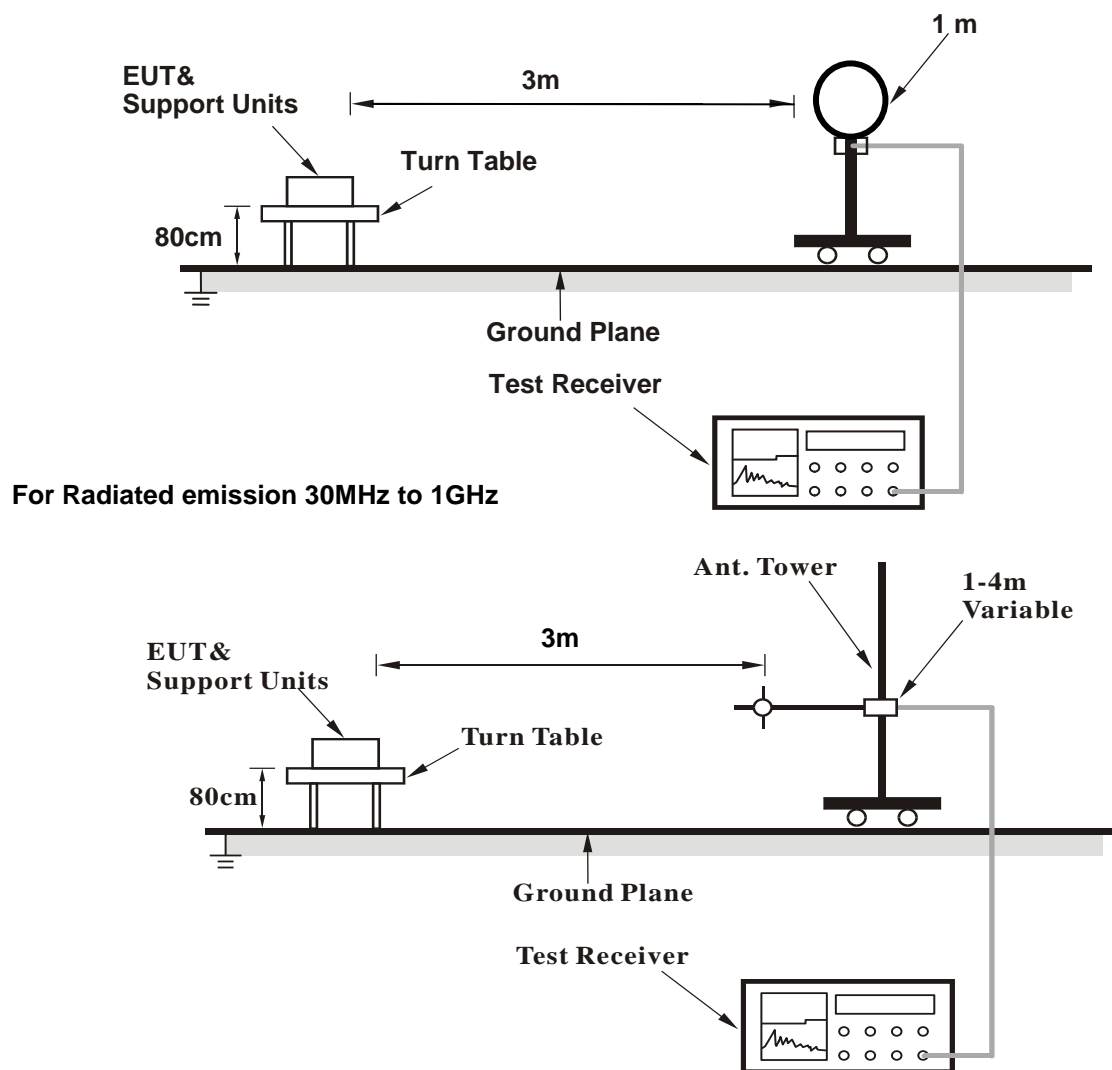 1 m
EUT&
Support Units
3m
Turn Table
80cm
Ground Plane
Test Receiver
For Radiated emission 30MHz to 1GHz
Ant. Tower
1-4m
Variable
3m
EUT&
Support Units
Turn Table
80cm
Ground Plane
Test Receiver